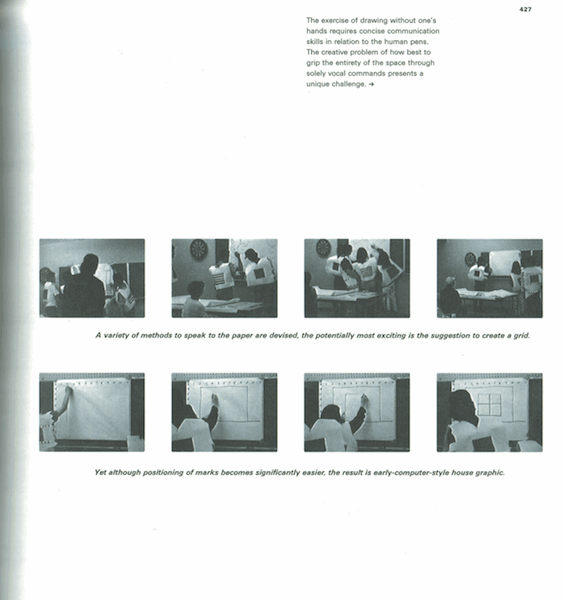 427
The exercise of drawing without one's
hands requires concise communication
skills in relation to the human pens.
The creative problem of how best to
grip the entirety of the space through
solely vocal commands presents a
unique challenge. →
A variety of methods to speak to the paper are devised, the potentially most exciting is the suggestion to create a grid.
Yet although positioning of marks becomes significantly easier, the result is early-computer-style house graphic.